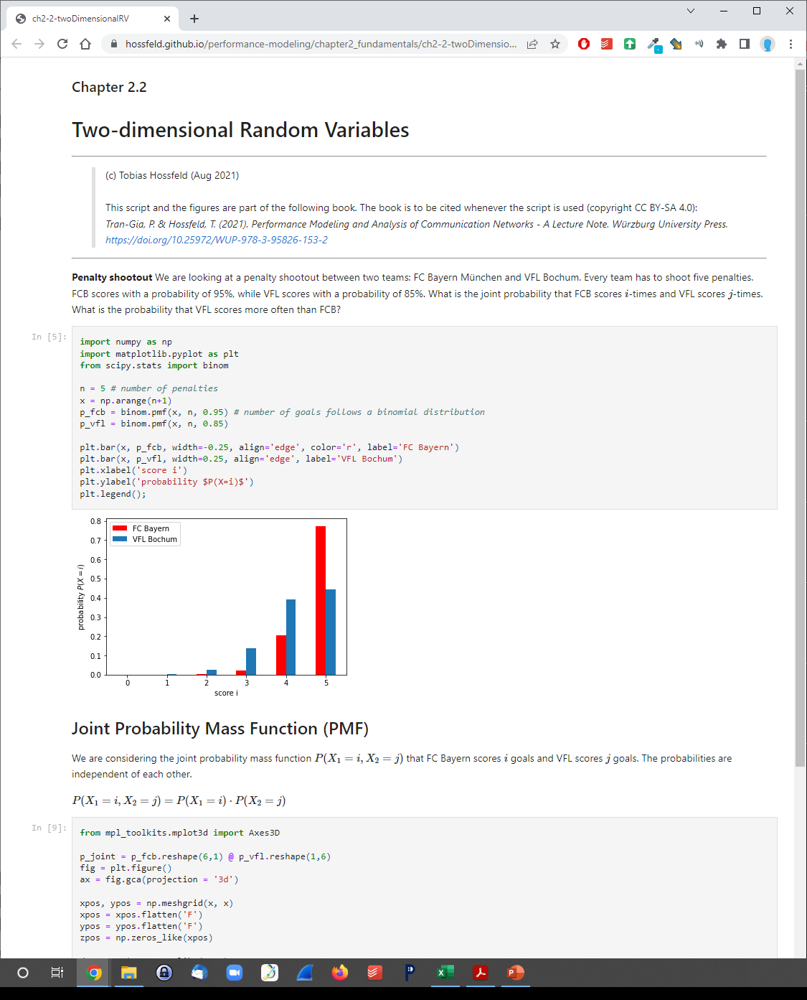 ch2-2-twoDimensionalRV
hossfeld.github.io/performance-modeling/chapter2_fundamentals/ch2-2-twoDimensio...
Chapter 2.2
Two-dimensional Random Variables
(c) Tobias Hossfeld (Aug 2021)
This script and the figures are part of the following book. The book is to be cited whenever the script is used (copyright CC BY-SA 4.0):
Tran-Gia, P. & Hossfeld, T. (2021). Performance Modeling and Analysis of Communication Networks - A Lecture Note. Würzburg University Press.
https://doi.org/10.25972/WUP-978-3-95826-153-2
Penalty shootout We are looking at a penalty shootout between two teams: FC Bayern München and VFL Bochum. Every team has to shoot five penalties.
FCB scores with a probability of 95%, while VFL scores with a probability of 85%. What is the joint probability that FCB scores i-times and VFL scores j-times.
What is the probability that VFL scores more often than FCB?
In [5]:
import numpy as np
import matplotlib.pyplot as plt
from scipy.stats import binom
n = 5 # number of penalties
x = np.arange(n+1)
p_fcb = binom.pmf(x, n, 0.95) # number of goals follows a binomial distribution
p_vfl = binom.pmf(x, n, 0.85)
plt.bar(x, p_fcb, width=-0.25, align='edge', color='r', label='FC Bayern')
plt.bar(x, p_vfl, width=0.25, align='edge', label='VFL Bochum')
plt.xlabel('score i')
plt.ylabel('probability $P(X=i)$')
plt.legend();
FC Bayern
VFL Bochum
probability P(X = i)
0.8
0.7
0.6
0.5
0.4
0.3
0.2
0.1
0.0
0 1 2 3 4 5
score i
Joint Probability Mass Function (PMF)
We are considering the joint probability mass function P(X₁ = i, X₂ = j) that FC Bayern scores i goals and VFL scores j goals. The probabilities are
independent of each other.
P(X₁ = i, X₂ = j) = P(X₁ = i) · P(X₂ = j)
In [9]:
from mpl_toolkits.mplot3d import Axes3D
p_joint = p_fcb.reshape(6,1) @ p_vfl.reshape(1,6)
fig = plt.figure()
ax = fig.gca(projection = '3d')
xpos, ypos = np.meshgrid(x, x)
xpos = xpos.flatten('F')
ypos = ypos.flatten('F')
zpos = np.zeros_like(xpos)